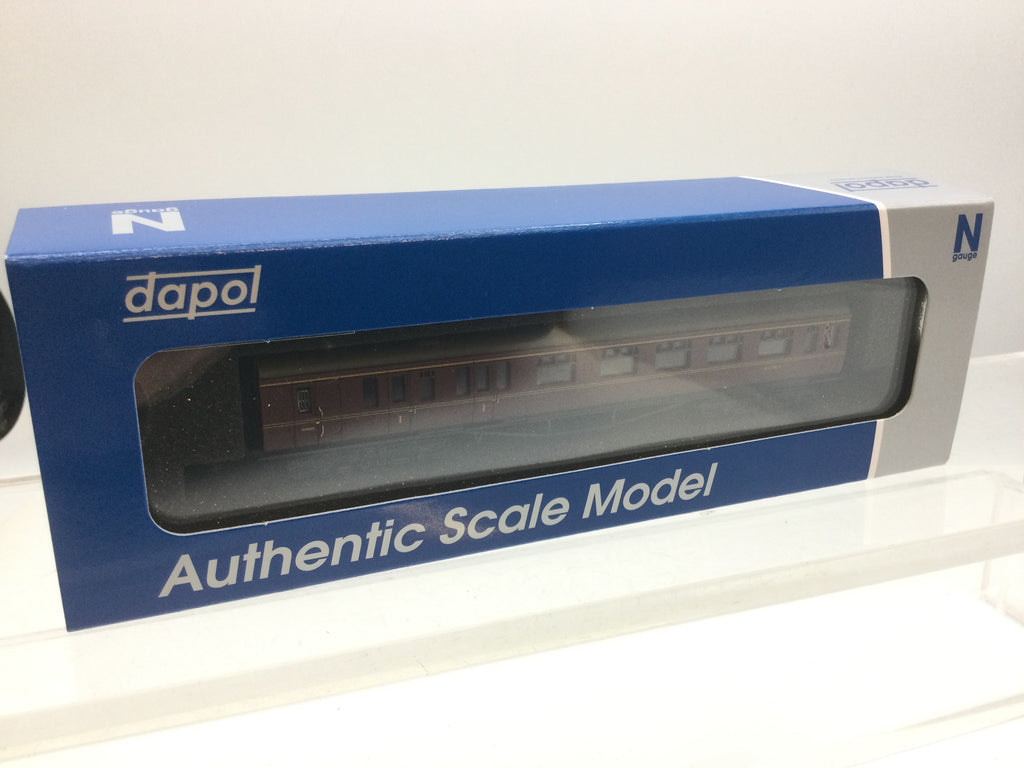 dapol
N
gauge
N
gauge
dapol
Authentic Scale Model